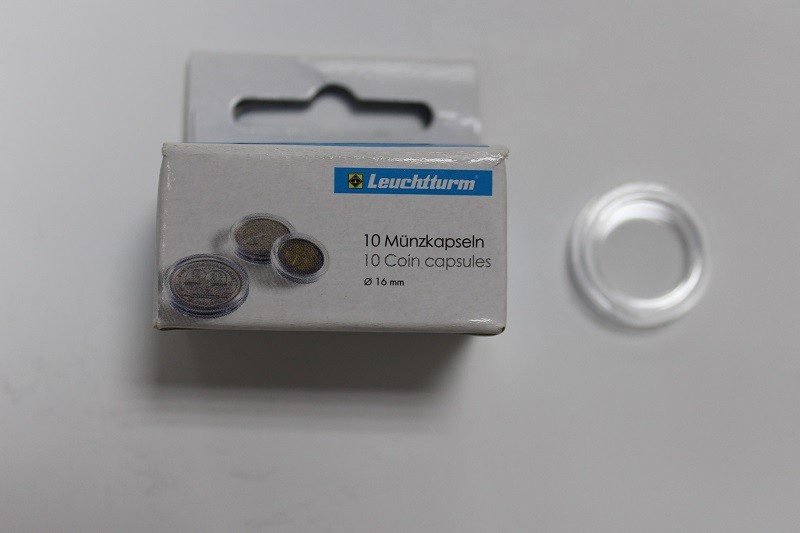 Leuchtturm
10 Münzkapseln
10 Coin capsules
Ø 16 mm